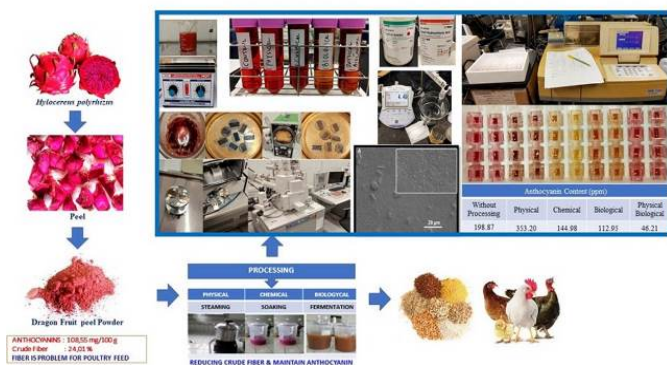 Hylocereus polyrhizus
Peel
Dragon Fruit peel Powder
ANTHOCYANINS : 108,55 mg/100 g
Crude Fiber : 24,01 %
FIBER IS PROBLEM FOR POULTRY FEED
PROCESSING
PHYSICAL CHEMICAL BIOLOGYCAL
STEAMING SOAKING FERMENTATION
REDUCING CRUDE FIBER & MAINTAIN ANTHOCYANIN
20 µm
Anthocyanin Content (ppm)
Without Processing Physical Chemical Biological Physical Biological
198.87 353.20 144.98 112.95 46.21